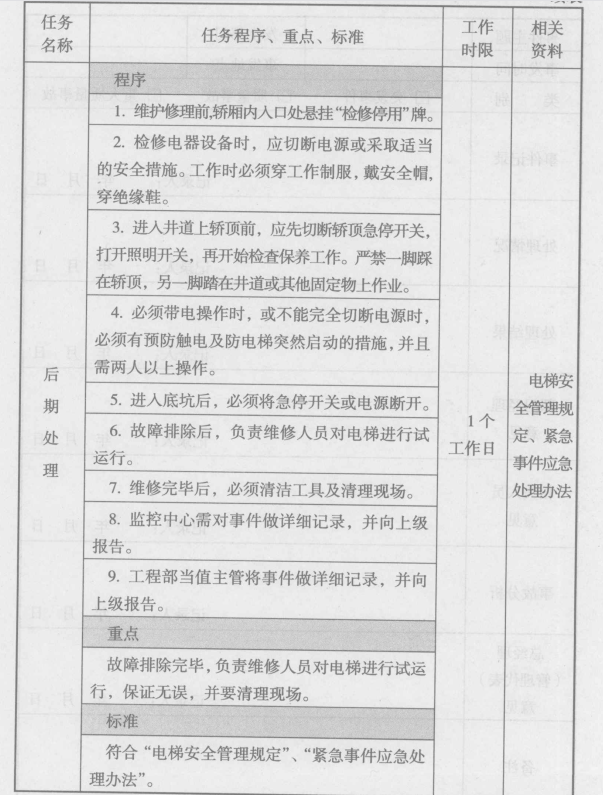 任务名称
任务程序、重点、标准
工作时限
相关资料
后期处理
程序
1. 维护修理前,轿厢内人口处悬挂“检修停用”牌。
2. 检修电器设备时，应切断电源或采取适当
的安全措施。工作时必须穿工作制服，戴安全帽,
穿绝缘鞋。
3. 进入井道上轿顶前，应先切断轿顶急停开关，
打开照明开关，再开始检查保养工作。严禁一脚踩
在轿顶，另一脚踏在井道或其他固定物上作业。
4. 必须带电操作时，或不能完全切断电源时，
必须有预防触电及防电梯突然启动的措施，并且
需两人以上操作。
5. 进入底坑后，必须将急停开关或电源断开。
6. 故障排除后，负责维修人员对电梯进行试
运行。
7. 维修完毕后，必须清洁工具及清理现场。
8. 监控中心需对事件做详细记录，并向上级
报告。
9. 工程部当值主管将事件做详细记录，并向
上级报告。
重点
故障排除完毕,负责维修人员对电梯进行试运
行，保证无误，并要清理现场。
标准
符合“电梯安全管理规定”、“紧急事件应急处
理办法”。
1个
工作日
电梯安
全管理规
定、紧急
事件应急
处理办法